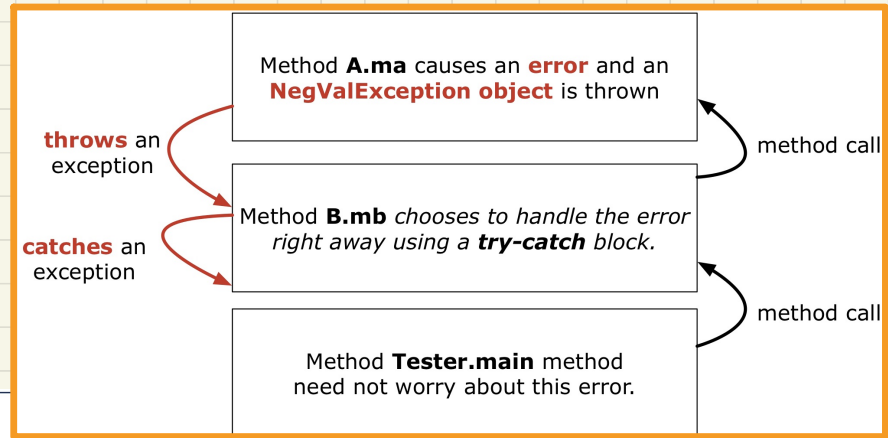 Method A.ma causes an error and an
NegValException object is thrown
throws an
exception
method call
Method B.mb chooses to handle the error
right away using a try-catch block.
catches an
exception
method call
Method Tester.main method
need not worry about this error.